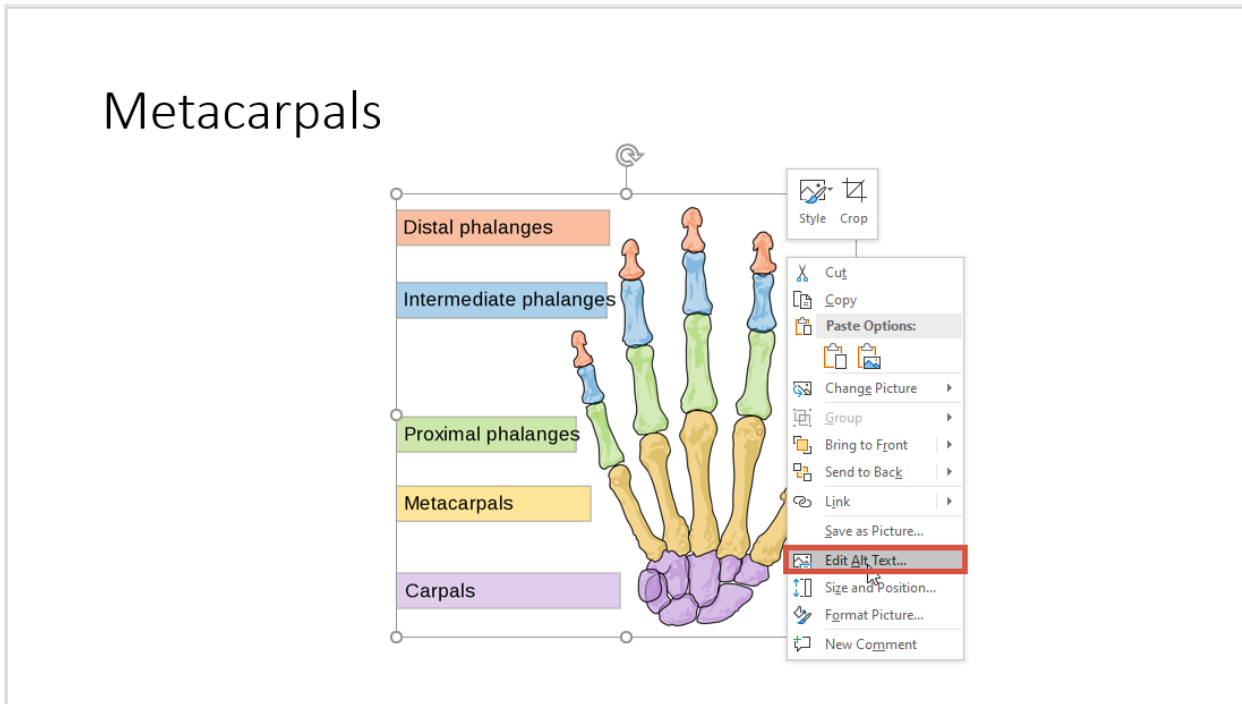 Metacarpals
Style Crop
Distal phalanges
Intermediate phalanges
Proximal phalanges
Metacarpals
Carpals
Cut
Copy
Paste Options:
Change Picture
Group
Bring to Front
Send to Back
Link
Save as Picture...
Edit Alt Text...
Size and Position...
Format Picture...
New Comment